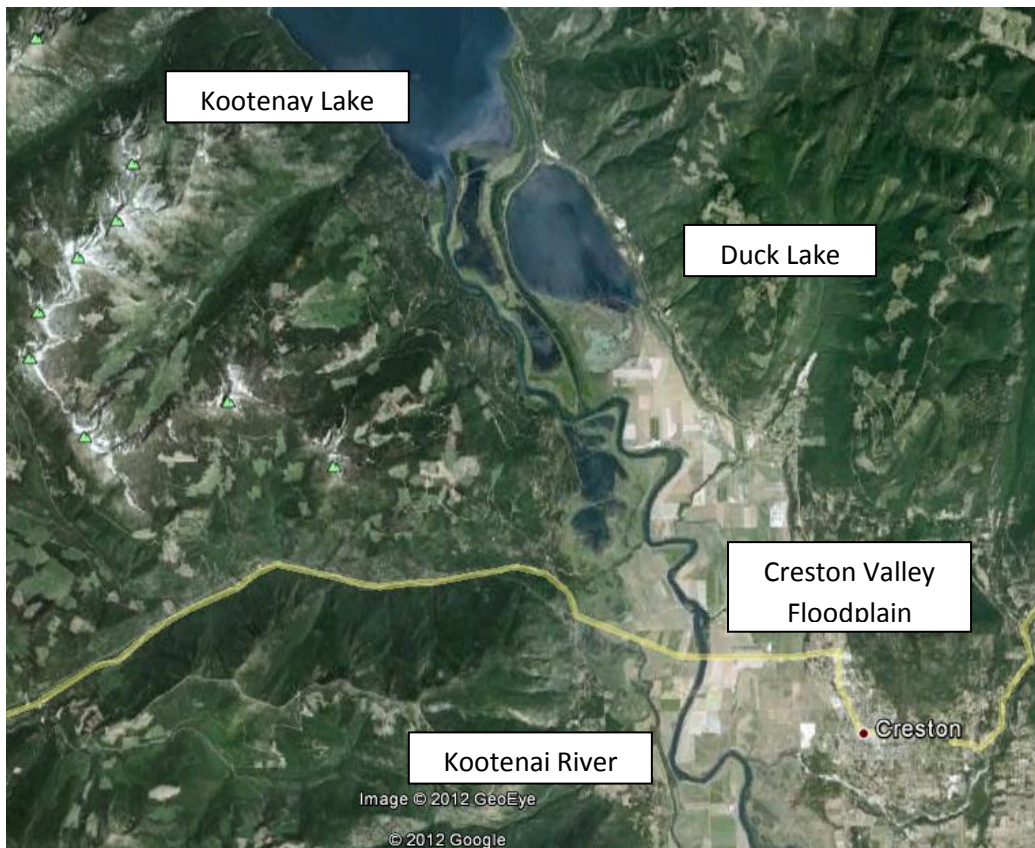 Kootenay Lake
Duck Lake
Creston Valley
Floodplain
Creston
Kootenai River
Image © 2012 GeoEye
© 2012 Google